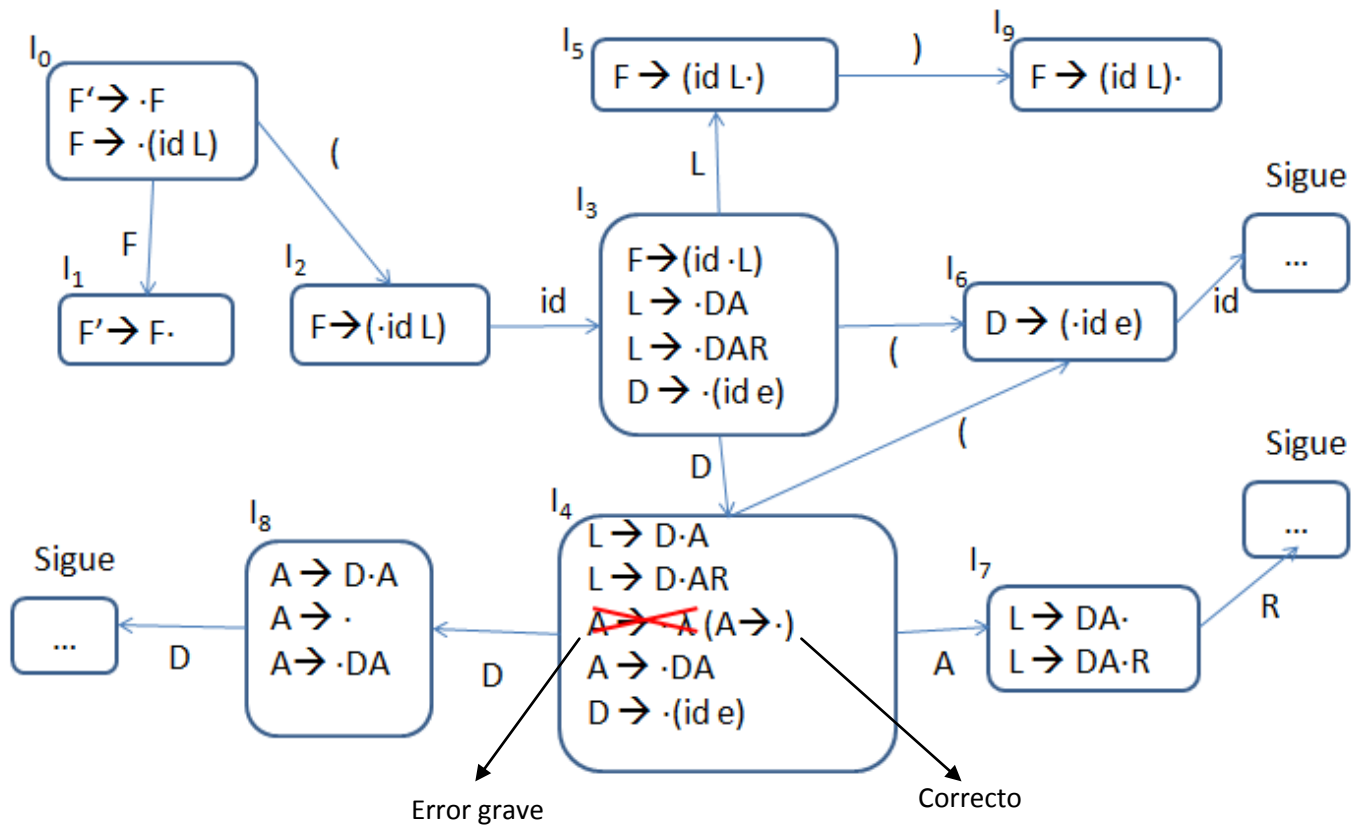 I0
F' → ·F
F → ·(id L)
F
(
I1
F' → F·
I2
F → (·id L)
id
I3
F → (id ·L)
L → ·DA
L → ·DAR
D → ·(id e)
L
I5
F → (id L·)
)
I9
F → (id L)·
(
I6
D → (·id e)
id
Sigue
...
D
(
I4
L → D·A
L → D·AR
A → ·λ (A → ·)
A → ·DA
D → ·(id e)
Error grave
Correcto
D
I8
A → D·A
A → ·
A → ·DA
D
Sigue
...
A
I7
L → DA·
L → DA·R
R
Sigue
...